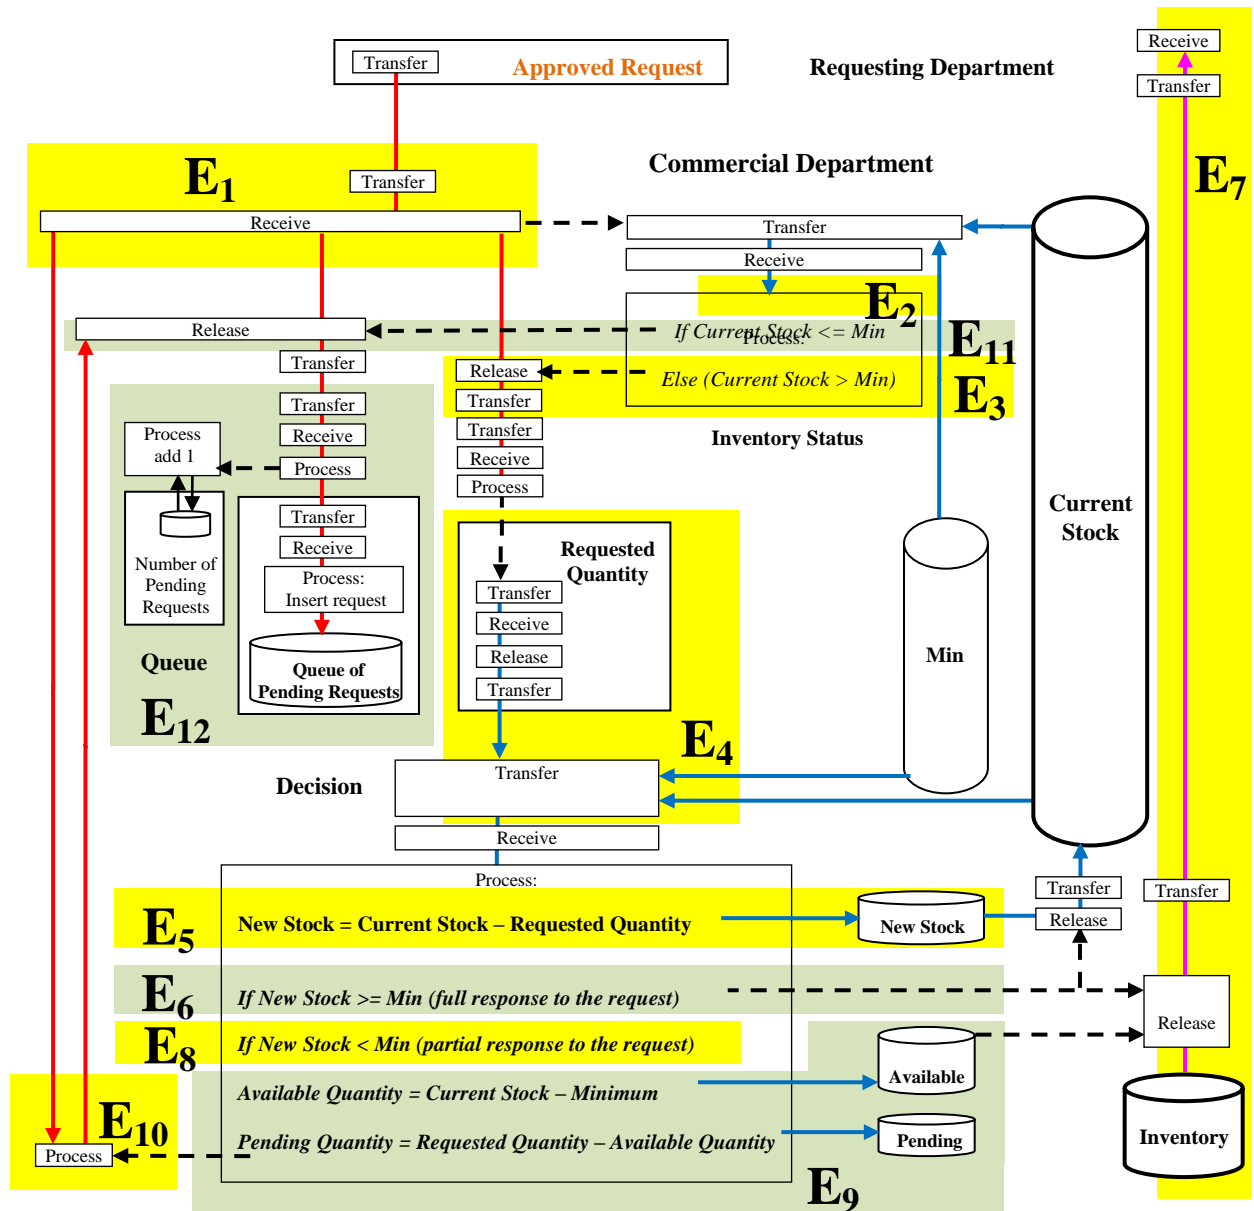 Receive
Transfer
Approved Request
Requesting Department
Transfer
E7
E1
Commercial Department
Transfer
Receive
Transfer
Receive
E2
Release
If Current Stock <= Min
Process:
E11
Transfer
Release
Else (Current Stock > Min)
E3
Transfer
Transfer
Transfer
Process
add 1
Receive
Inventory Status
Receive
Process
Process
Current
Stock
Transfer
Receive
Requested
Quantity
Number of
Pending
Requests
Process:
Insert request
Transfer
Receive
Queue
Release
Min
Queue of
Pending Requests
Transfer
E12
E4
Decision
Transfer
Receive
Process:
Transfer
Transfer
E5
New Stock = Current Stock – Requested Quantity
New Stock
Release
E6
If New Stock >= Min (full response to the request)
Release
E8
If New Stock < Min (partial response to the request)
Available
Available Quantity = Current Stock – Minimum
E10
Pending Quantity = Requested Quantity – Available Quantity
Pending
Inventory
Process
E9